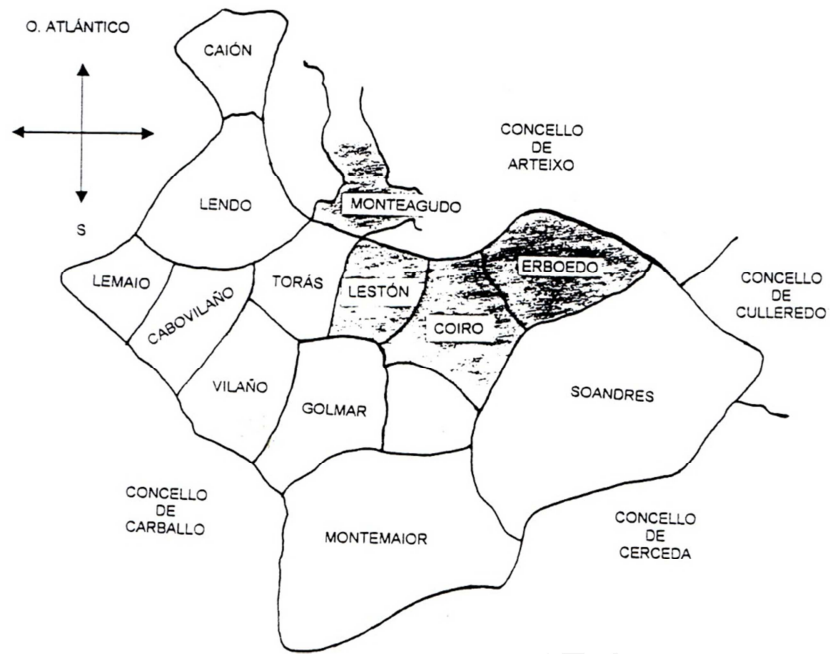 O. ATLÁNTICO
CAIÓN
CONCELLO
DE
ARTEIXO
LENDO
MONTEAGUDO
S
LEMAIO
CABOVILAÑO
TORÁS
LESTÓN
ERBOEDO
COIRO
CONCELLO
DE
CULLEREDO
VILAÑO
GOLMAR
SOANDRES
CONCELLO
DE
CARBALLO
MONTEMAIOR
CONCELLO
DE
CERCEDA